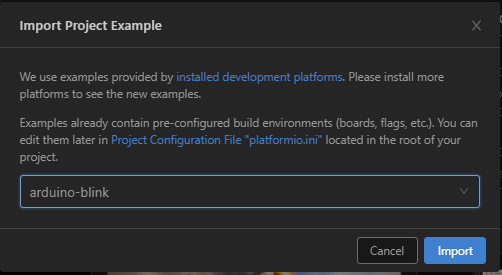 Import Project Example
We use examples provided by installed development platforms. Please install more
platforms to see the new examples.
Examples already contain pre-configured build environments (boards, flags, etc.). You can
edit them later in Project Configuration File "platformio.ini" located in the root of your
project.
arduino-blink
Cancel
Import